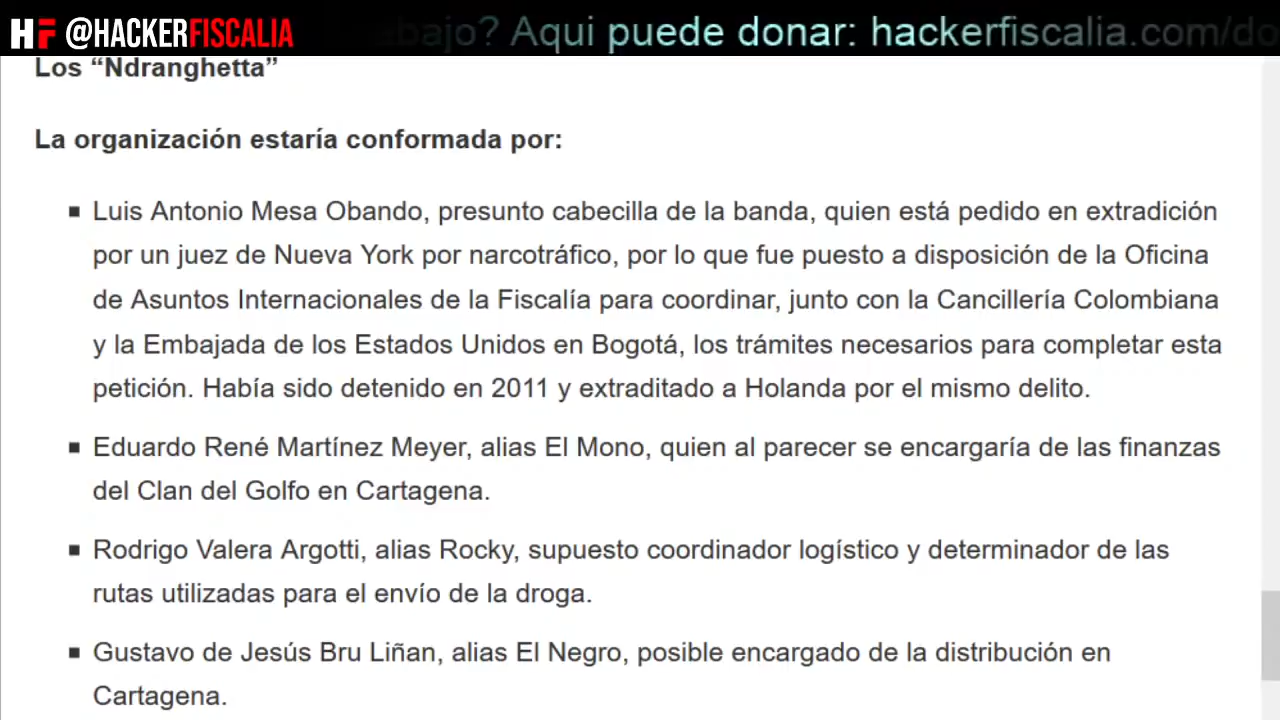 HF @HACKERFISCALIA bajo? Aqui puede donar: hackerfiscalia.com/do
Los “Ndranghetta”
La organización estaría conformada por:
▪ Luis Antonio Mesa Obando, presunto cabecilla de la banda, quien está pedido en extradición
por un juez de Nueva York por narcotráfico, por lo que fue puesto a disposición de la Oficina
de Asuntos Internacionales de la Fiscalía para coordinar, junto con la Cancillería Colombiana
y la Embajada de los Estados Unidos en Bogotá, los trámites necesarios para completar esta
petición. Había sido detenido en 2011 y extraditado a Holanda por el mismo delito.
▪ Eduardo René Martínez Meyer, alias El Mono, quien al parecer se encargaría de las finanzas
del Clan del Golfo en Cartagena.
▪ Rodrigo Valera Argotti, alias Rocky, supuesto coordinador logístico y determinador de las
rutas utilizadas para el envío de la droga.
▪ Gustavo de Jesús Bru Liñan, alias El Negro, posible encargado de la distribución en
Cartagena.